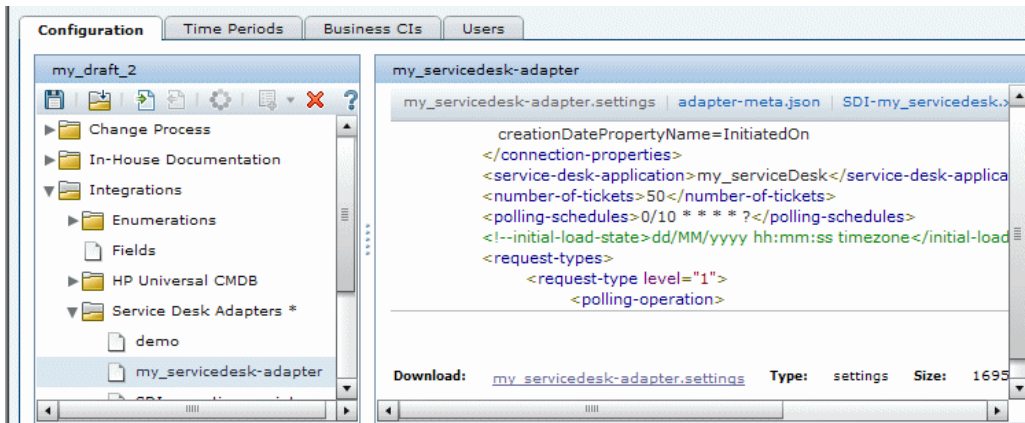 Configuration Time Periods Business CIs Users
my_draft_2
Change Process
In-House Documentation
Integrations
Enumerations
Fields
HP Universal CMDB
Service Desk Adapters *
demo
my_servicedesk-adapter
my_servicedesk-adapter
my_servicedesk-adapter.settings | adapter-meta.json | SDI-my_servicedesk.x
creationDatePropertyName=InitiatedOn
</connection-properties>
<service-desk-application>my_serviceDesk</service-desk-applica
<number-of-tickets>50</number-of-tickets>
<polling-schedules>0/10 * * * * ?</polling-schedules>
<!--initial-load-state>dd/MM/yyyy hh:mm:ss timezone</initial-load
<request-types>
<request-type level="1">
<polling-operation>
Download: my_servicedesk-adapter.settings Type: settings Size: 1695